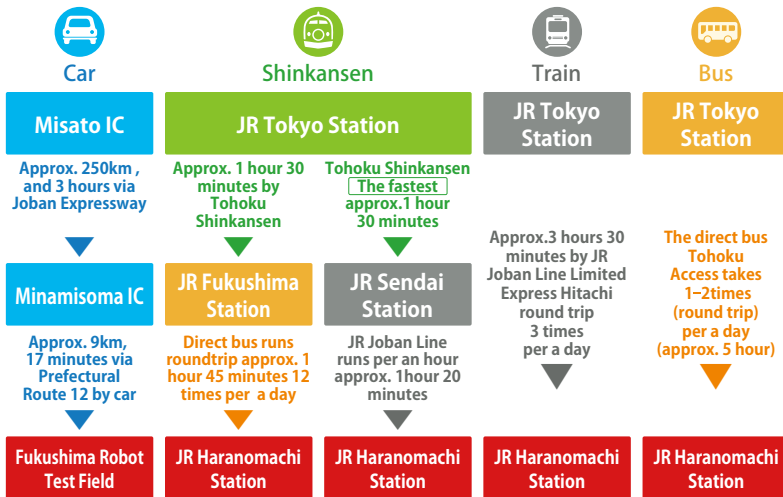 Car
Shinkansen
Train
Bus
Misato IC
JR Tokyo Station
JR Tokyo
Station
JR Tokyo
Station
Approx. 250km ,
and 3 hours via
Joban Expressway
Approx. 1 hour 30
minutes by
Tohoku
Shinkansen
Tohoku Shinkansen
The fastest
approx.1 hour
30 minutes
Approx.3 hours 30
minutes by JR
Joban Line Limited
Express Hitachi
round trip
3 times
per a day
The direct bus
Tohoku
Access takes
1–2times
(round trip)
per a day
(approx. 5 hour)
Minamisoma IC
JR Fukushima
Station
JR Sendai
Station
Approx. 9km,
17 minutes via
Prefectural
Route 12 by car
Direct bus runs
roundtrip approx. 1
hour 45 minutes 12
times per a day
JR Joban Line
runs per an hour
approx. 1hour 20
minutes
Fukushima Robot
Test Field
JR Haranomachi
Station
JR Haranomachi
Station
JR Haranomachi
Station
JR Haranomachi
Station